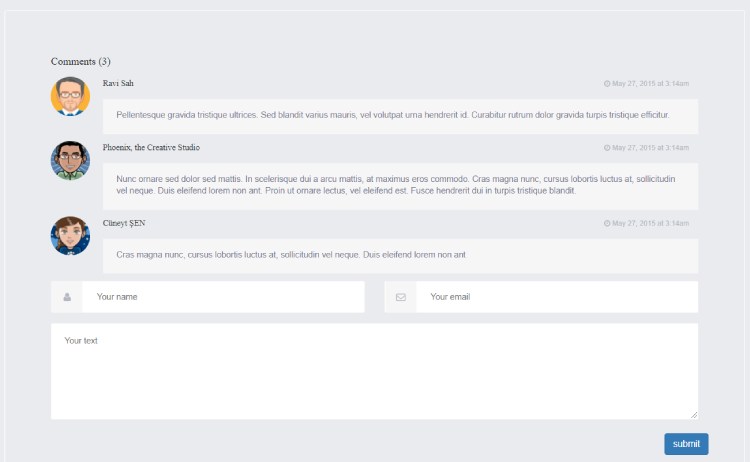 Comments (3)
Ravi Sah
May 27, 2015 at 3:14am
Pellentesque gravida tristique ultrices. Sed blandit varius mauris, vel volutpat urna hendrerit id. Curabitur rutrum dolor gravida turpis tristique efficitur.
Phoenix, the Creative Studio
May 27, 2015 at 3:14am
Nunc ornare sed dolor sed mattis. In scelerisque dui a arcu mattis, at maximus eros commodo. Cras magna nunc, cursus lobortis luctus at, sollicitudin
vel neque. Duis eleifend lorem non ant. Proin ut ornare lectus, vel eleifend est. Fusce hendrerit dui in turpis tristique blandit.
Cüneyt ŞEN
May 27, 2015 at 3:14am
Cras magna nunc, cursus lobortis luctus at, sollicitudin vel neque. Duis eleifend lorem non ant
Your name
Your email
Your text
submit